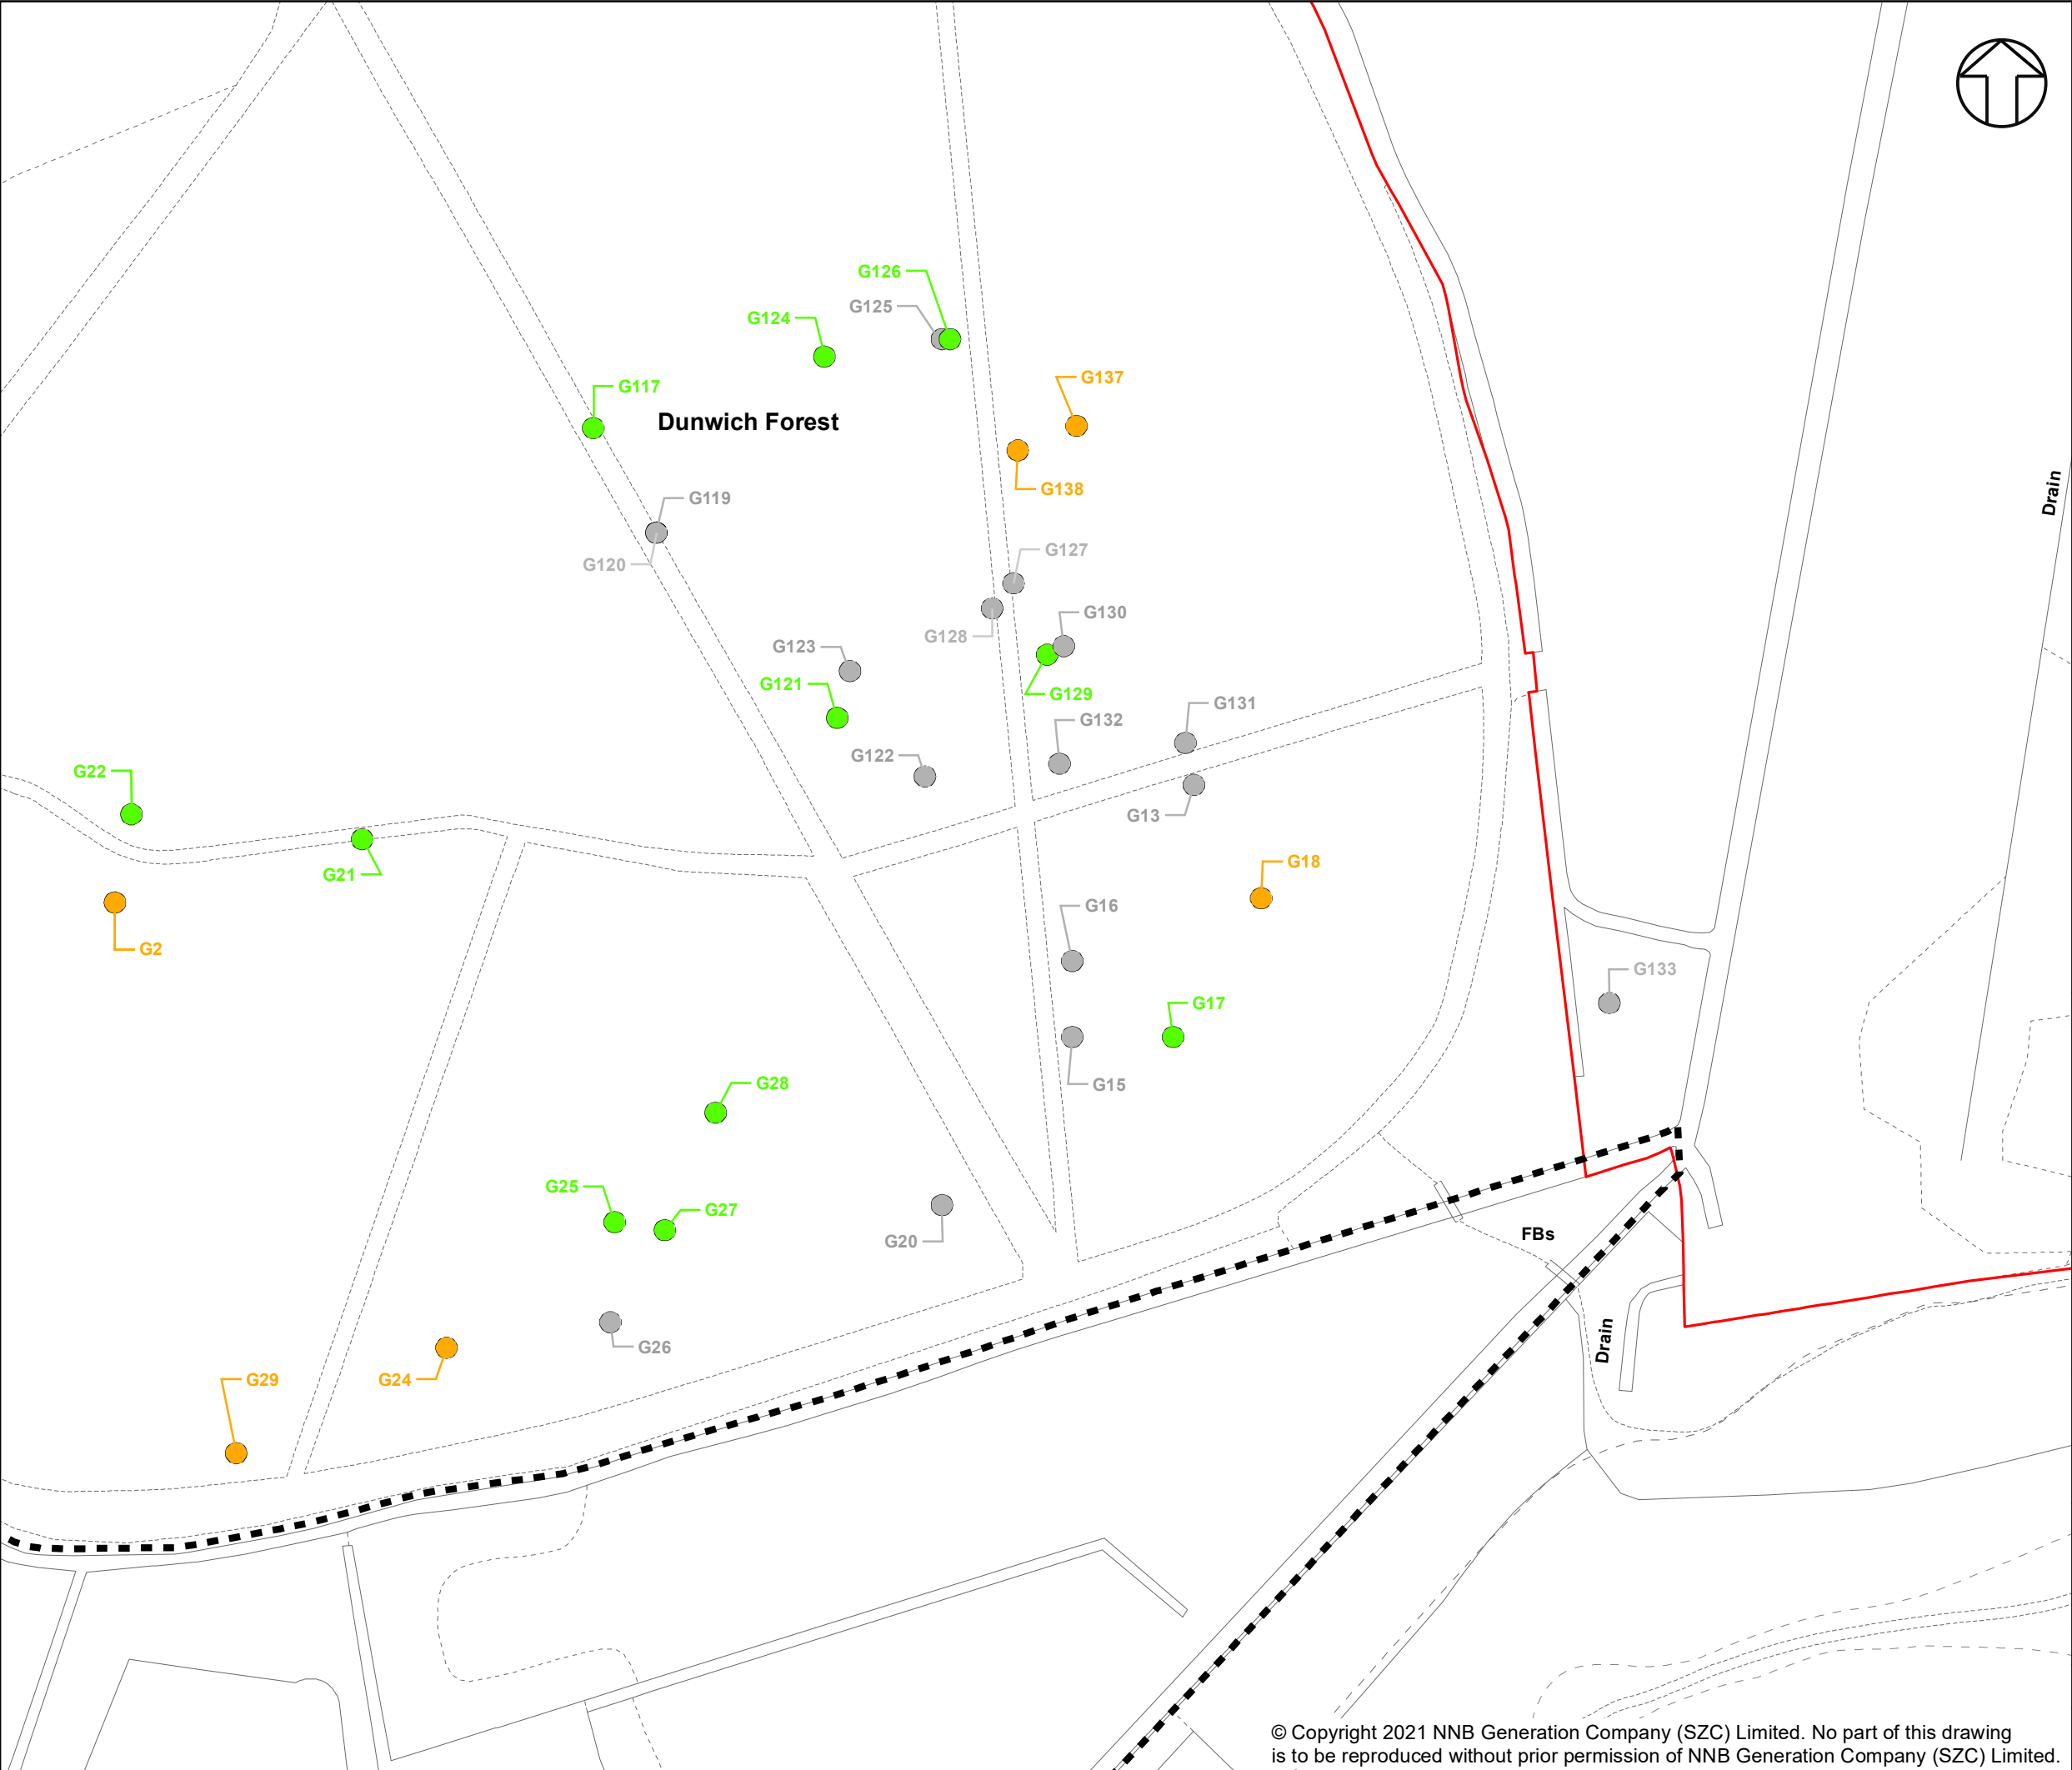 G126
G125
G124
G137
G117
Dunwich Forest
G138
Drain
G119
G127
G120
G130
G128
G123
G121
G129
G131
G132
G122
G22
G13
G18
G21
G16
G2
G133
G17
G28
G15
G25
G27
FBs
G20
Drain
G26
G29
G24
© Copyright 2021 NNB Generation Company (SZC) Limited. No part of this drawing
is to be reproduced without prior permission of NNB Generation Company (SZC) Limited.